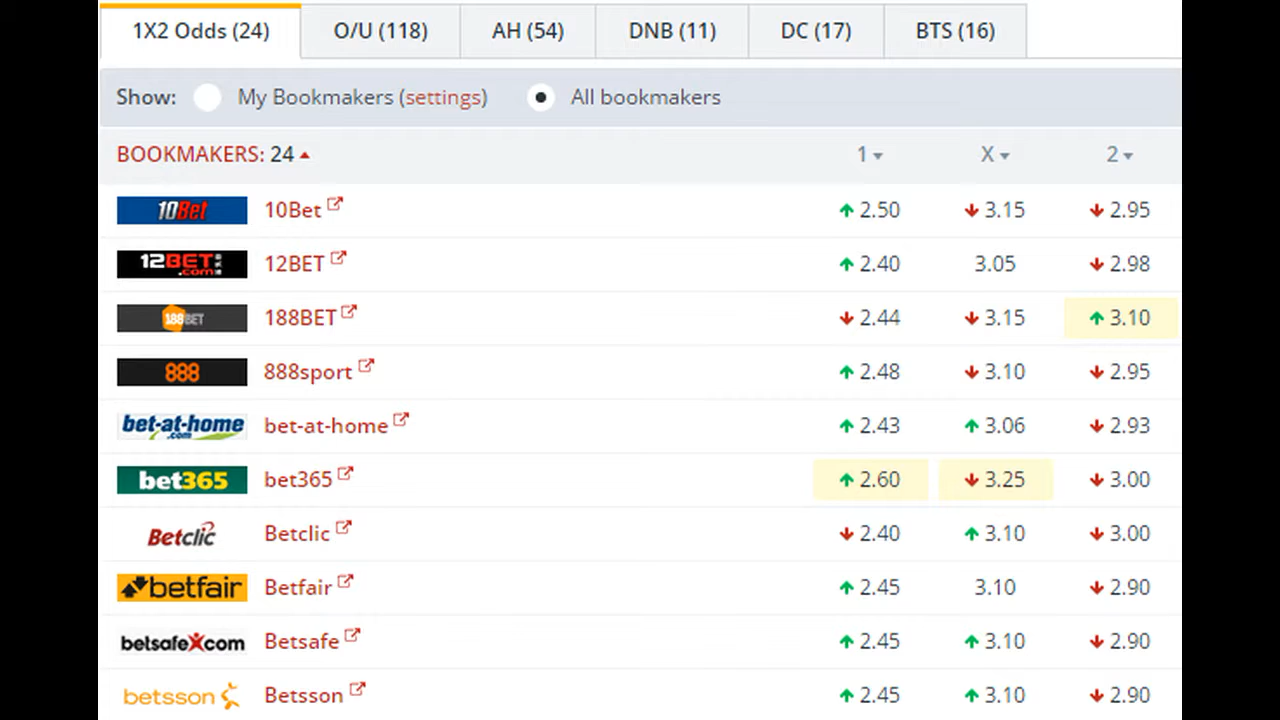 1X2 Odds (24) O/U (118) AH (54) DNB (11) DC (17) BTS (16)
Show: My Bookmakers (settings) All bookmakers
BOOKMAKERS: 24 1 X 2
10Bet 10Bet 2.50 3.15 2.95
12BET.com 12BET 2.40 3.05 2.98
188BET 188BET 2.44 3.15 3.10
888 888sport 2.48 3.10 2.95
bet-at-home.com bet-at-home 2.43 3.06 2.93
bet365 bet365 2.60 3.25 3.00
Betclic Betclic 2.40 3.10 3.00
betfair Betfair 2.45 3.10 2.90
betsafe.com Betsafe 2.45 3.10 2.90
betsson Betsson 2.45 3.10 2.90